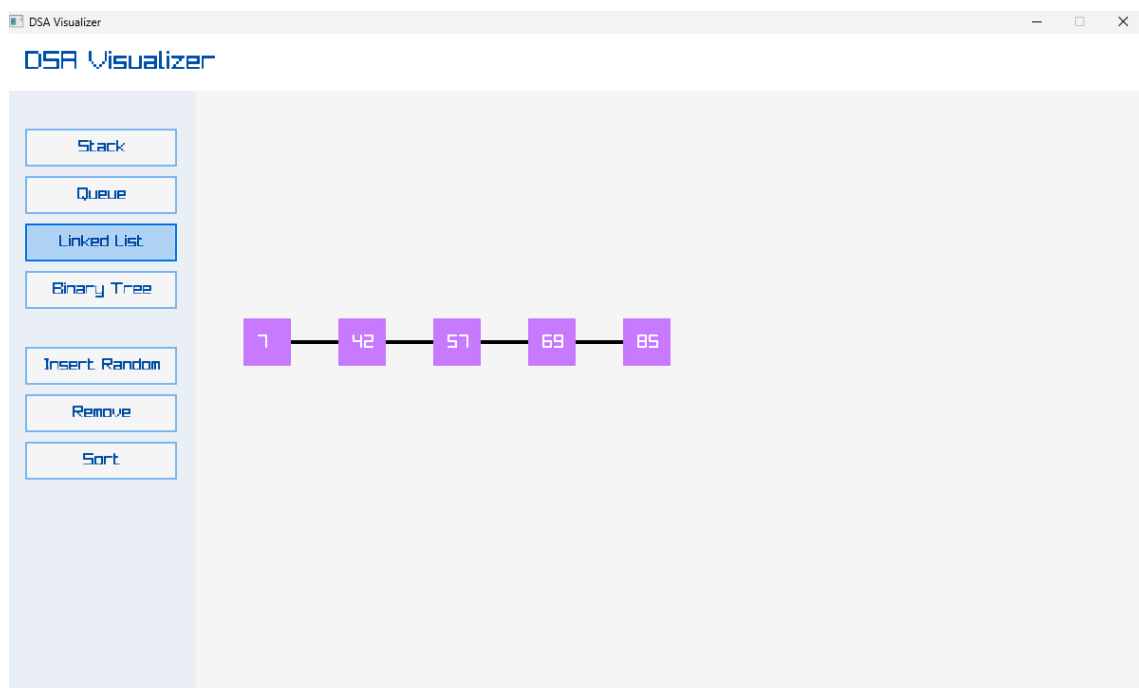 DSA Visualizer
DSA Visualizer
Stack
Queue
Linked List
Binary Tree
7 42 57 69 85
Insert Random
Remove
Sort